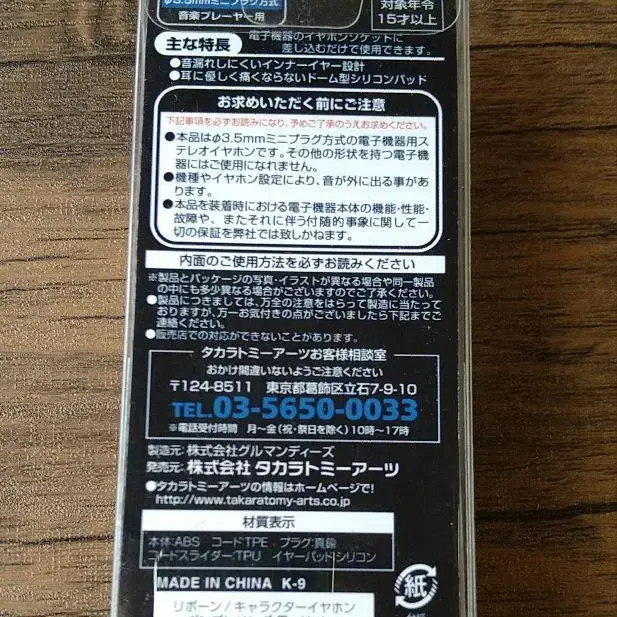 φ3.5mmミニプラグ方式
音楽プレーヤー用
対象年令
15才以上
主な特長
電子機器のイヤホンソケットに
差し込むだけで使用できます。
●音漏れしにくいインナーイヤー設計
●耳に優しく痛くならないドーム型シリコンパッド
お求めいただく前にご注意
下記事項を必ずお読みになり、予めご了承のうえお求めください。
●本品はφ3.5mmミニプラグ方式の電子機器用ス
テレオイヤホンです。その他の形状を持つ電子機
器にはご使用になれません。
●機種やイヤホン設定により、音が外に出る事があ
ります。
●本品を装着時における電子機器本体の機能・性能・
故障や、またそれに伴う付随的事象に関して一
切の保証を弊社では致しかねます。
内面のご使用方法を必ずお読みください
※製品とパッケージの写真・イラストが異なる場合や同一製品
の中にも多少異なる場合がございますのでご了承ください。
●製品につきましては、万全の注意をはらって製造に当たって
おりますが、万一お気付きの点がございましたら下記までご
連絡ください。
●販売店での対応ができないことがあります。
タカラトミーアーツお客様相談室
おかけ間違いないようご注意ください
〒124-8511 東京都葛飾区立石7-9-10
TEL.03-5650-0033
※電話受付時間 月〜金(祝・祭日を除く)10時〜17時
製造元:株式会社グルマンディーズ
発売元:株式会社タカラトミーアーツ
●タカラトミーアーツの情報はホームページで!
http://www.takaratomy-arts.co.jp
材質表示
本体:ABS コード:TPE プラグ:真鍮
コードスライダー:TPU イヤーパッド:シリコン
MADE IN CHINA K-9
紙
台紙
リボーン/キャラクターイヤホン